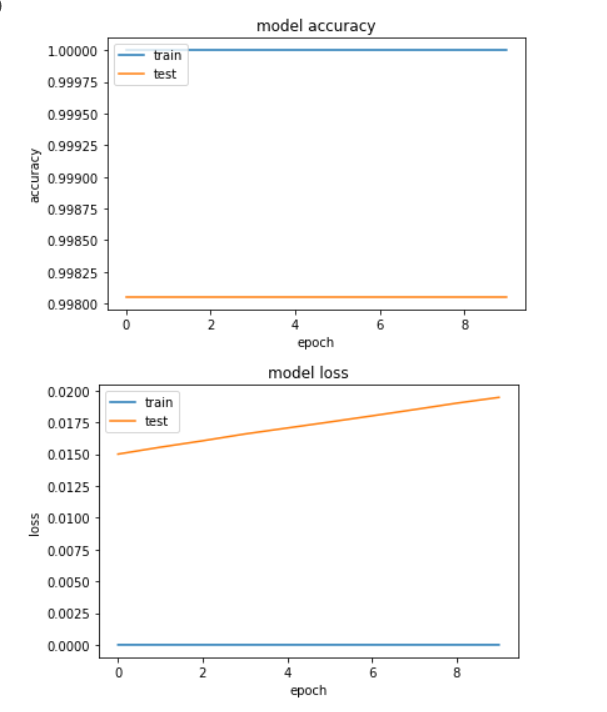 )
model accuracy
train
test
1.00000
0.99975
0.99950
0.99925
0.99900
0.99875
0.99850
0.99825
0.99800
accuracy
0 2 4 6 8
epoch
model loss
train
test
0.0200
0.0175
0.0150
0.0125
0.0100
0.0075
0.0050
0.0025
0.0000
loss
0 2 4 6 8
epoch